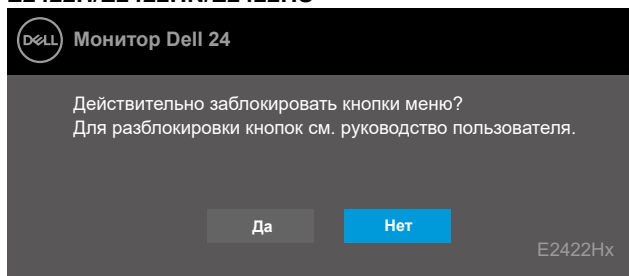 E2422H/E2422HN/E2422HS
DELL Монитор Dell 24
Действительно заблокировать кнопки меню?
Для разблокировки кнопок см. руководство пользователя.
Да Нет
E2422Hx